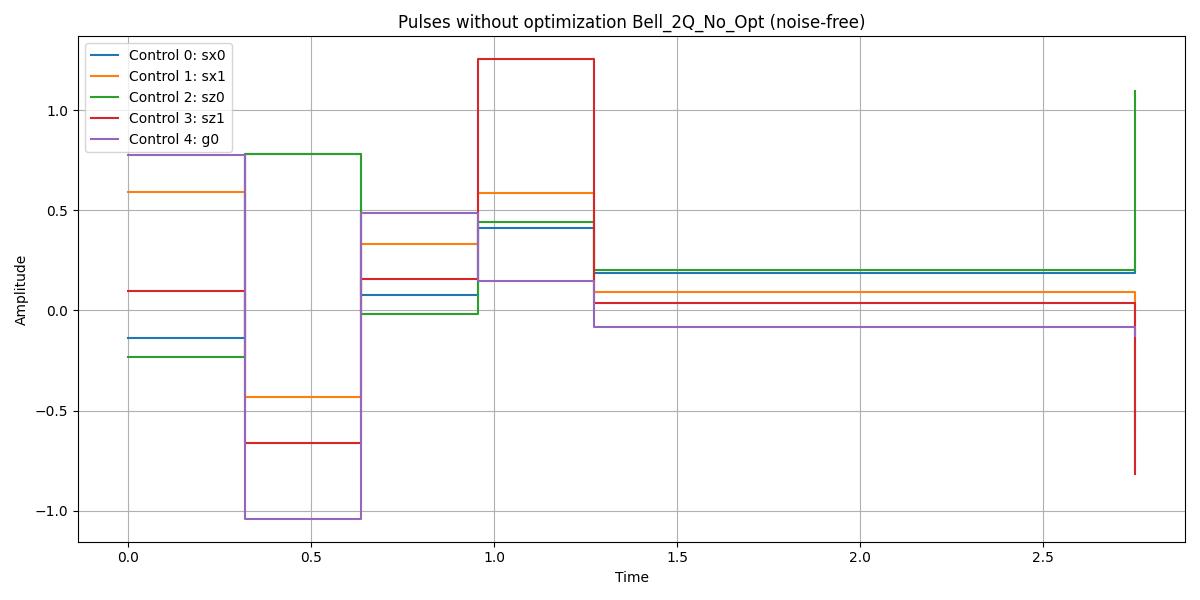 Pulses without optimization Bell_2Q_No_Opt (noise-free)
Control 0: sx0
Control 1: sx1
Control 2: sz0
Control 3: sz1
Control 4: g0
Amplitude
1.0
0.5
0.0
−0.5
−1.0
0.0 0.5 1.0 1.5 2.0 2.5
Time